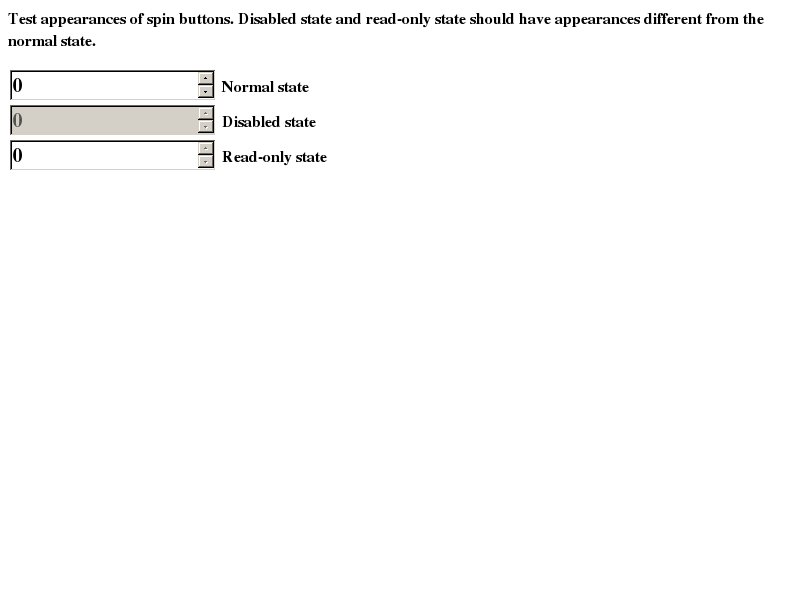 Test appearances of spin buttons. Disabled state and read-only state should have appearances different from the
normal state.
0 Normal state
0 Disabled state
0 Read-only state